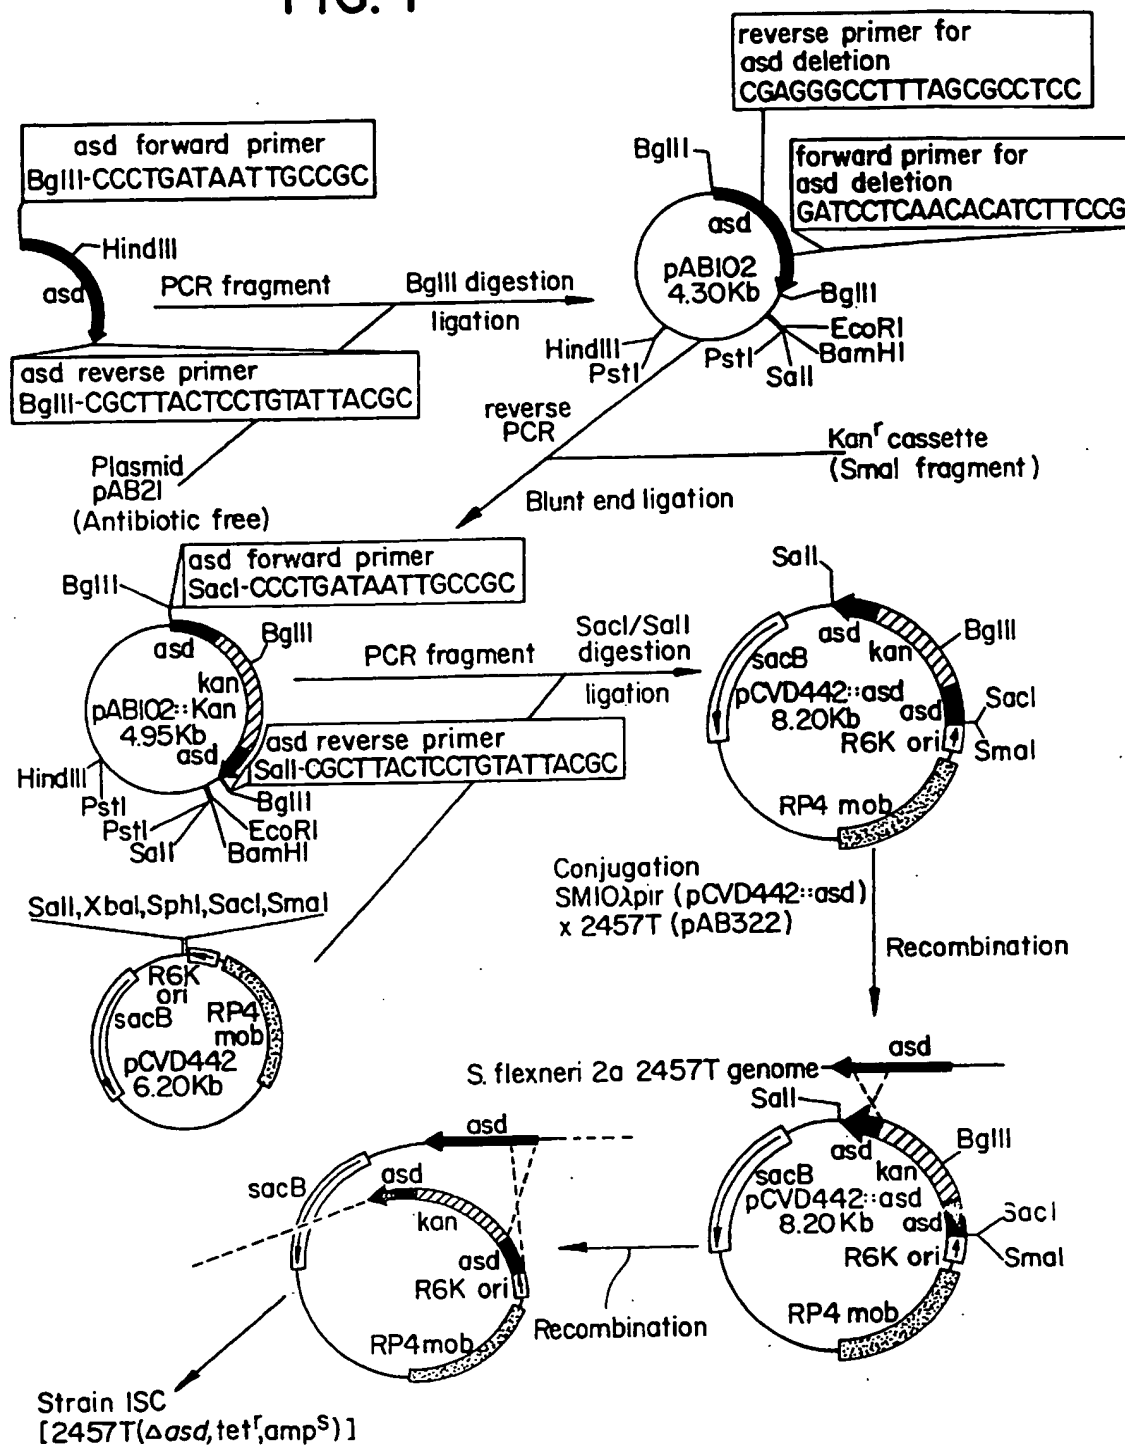 FIG. 1
reverse primer for
asd deletion
CGAGGGCCTTTAGCGCCTCC
asd forward primer
BglII-CCCTGATAATTGCCGC
BglII
forward primer for
asd deletion
GATCCTCAACACATCTTCCG
asd
HindIII
asd
PCR fragment
BglII digestion
ligation
pAB102
4.30Kb
BglII
EcoRI
BamHI
HindIII
PstI
PstI
SalI
asd reverse primer
BglII-CGCTTACTCCTGTATTACGC
reverse
PCR
Kanr cassette
(SmaI fragment)
Plasmid
pAB21
(Antibiotic free)
Blunt end ligation
asd forward primer
SacI-CCCTGATAATTGCCGC
BglII
SalI
BglII
asd
PCR fragment
SacI/SalI
digestion
ligation
asd
kan
BglII
sacB
kan
pAB102::Kan
4.95Kb
asd
pCVD442::asd
8.20Kb
asd
SacI
SmaI
R6K ori
asd reverse primer
SalI-CGCTTACTCCTGTATTACGC
HindIII
PstI
PstI
SalI
BglII
EcoRI
BamHI
RP4 mob
Conjugation
SM10λpir (pCVD442::asd)
x 2457T (pAB322)
SalI,XbaI,SphI,SacI,SmaI
Recombination
R6K
ori
sacB
RP4
mob
pCVD442
6.20Kb
asd
S. flexneri 2a 2457T genome
SalI
asd
BglII
asd
kan
sacB
sacB
asd
kan
pCVD442::asd
8.20Kb
asd
SacI
SmaI
R6K ori
asd
R6K ori
RP4 mob
RP4 mob
Recombination
Strain ISC
[2457T(Δasd,tetr,amps)]